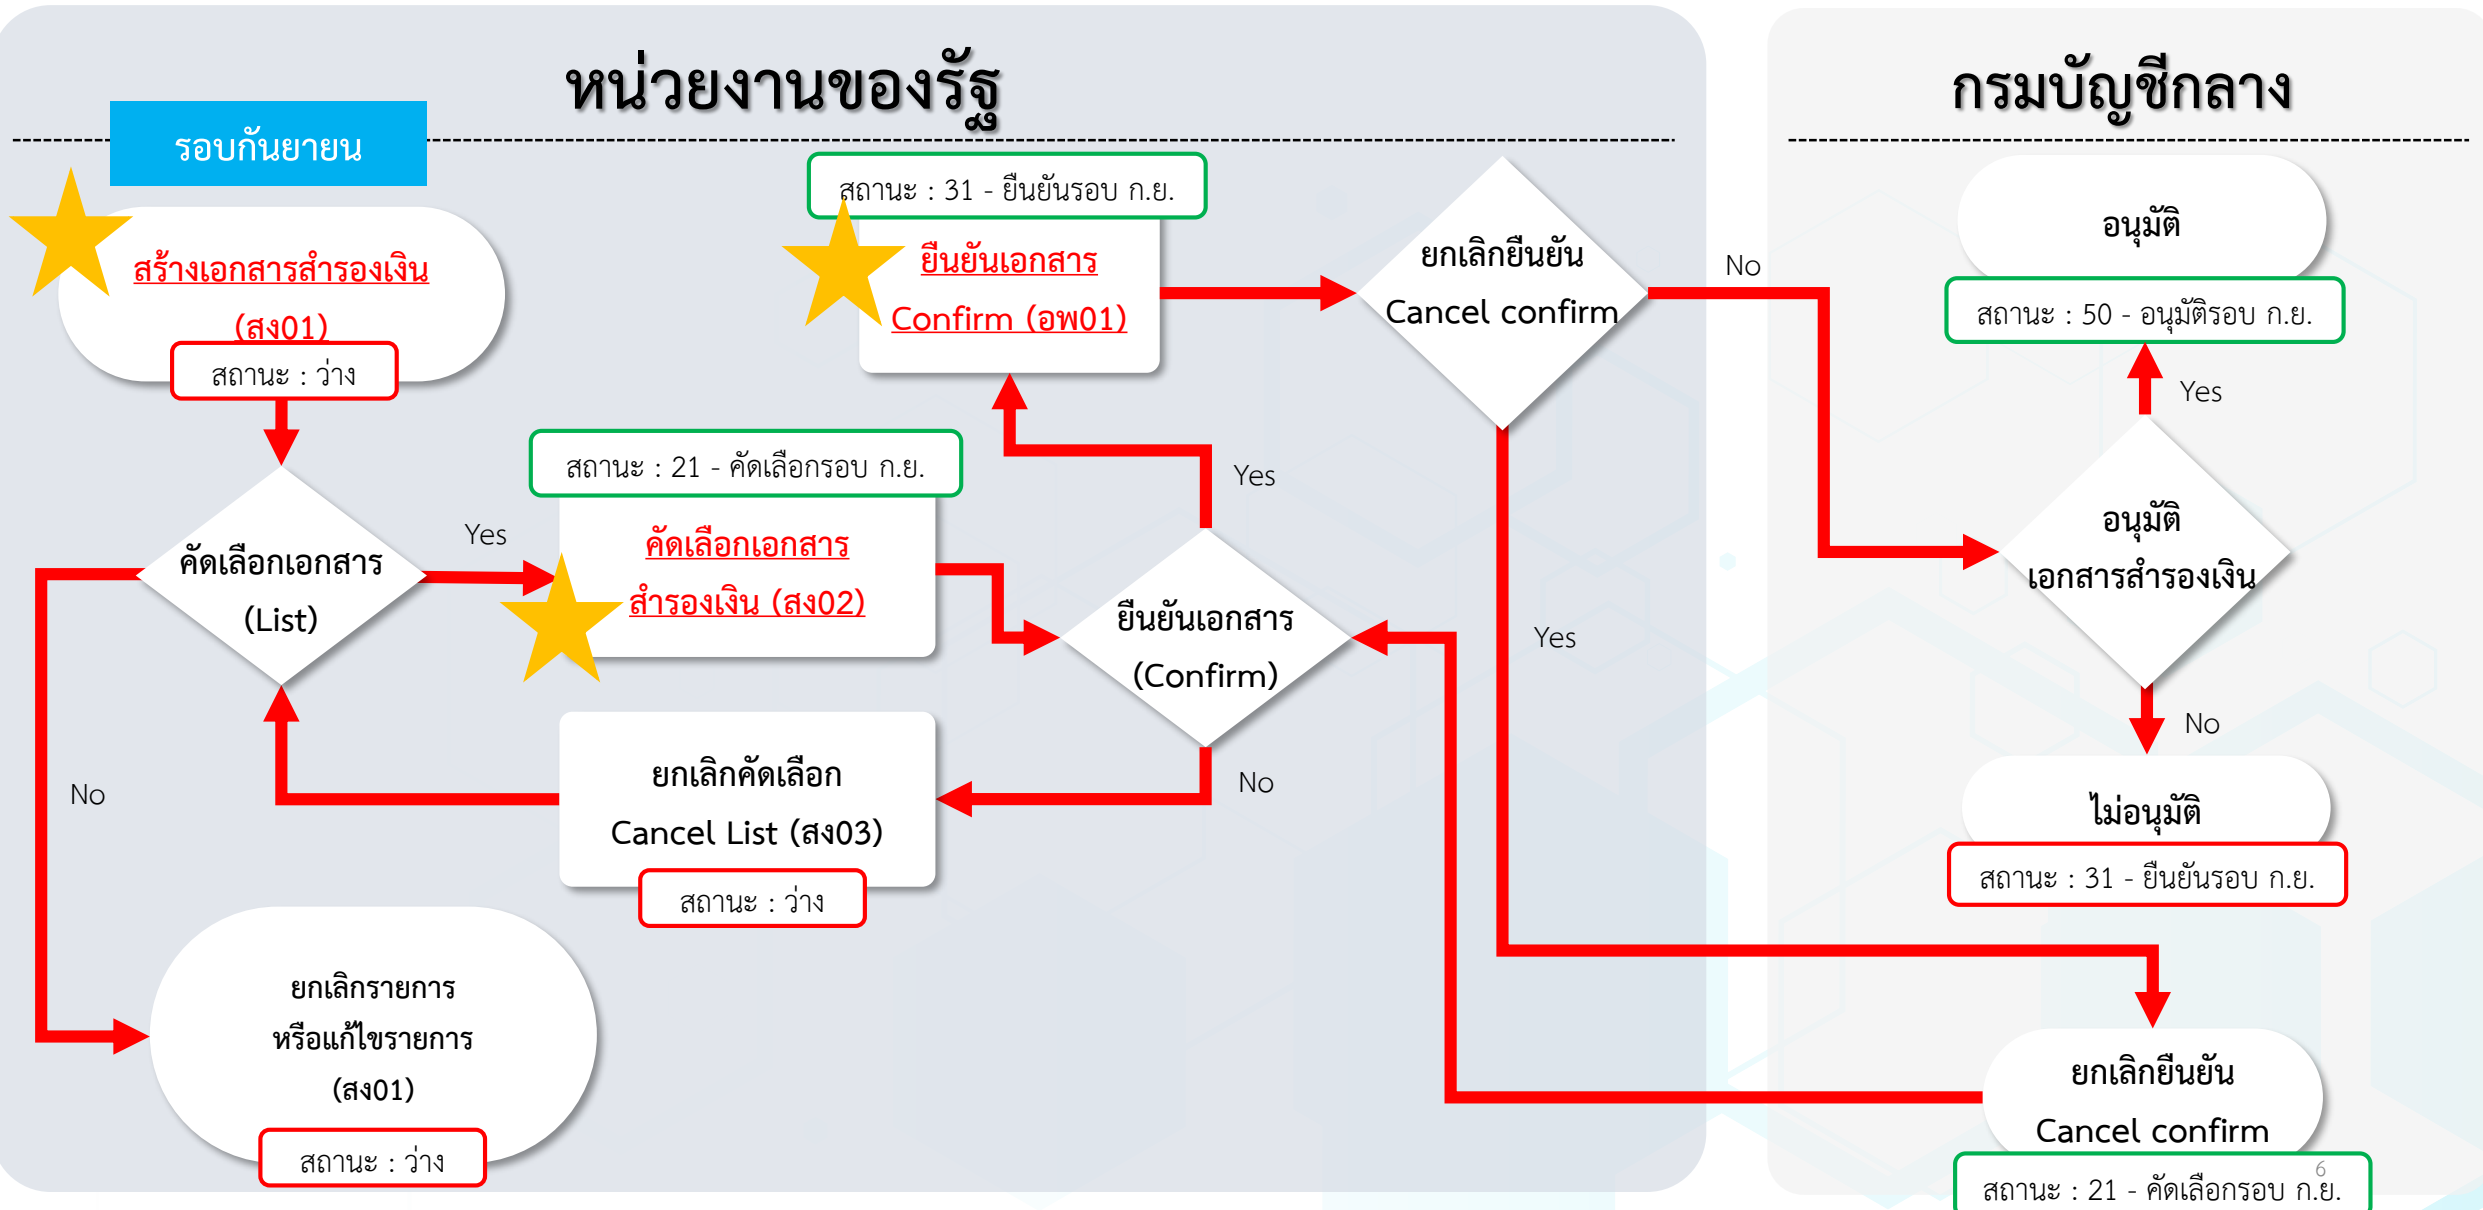 หน่วยงานของรัฐ
กรมบัญชีกลาง
รอบกันยายน
สร้างเอกสารสำรองเงิน
(สง01)
สถานะ : ว่าง
คัดเลือกเอกสาร
(List)
Yes
No
สถานะ : 21 - คัดเลือกรอบ ก.ย.
คัดเลือกเอกสาร
สำรองเงิน (สง02)
ยกเลิกคัดเลือก
Cancel List (สง03)
สถานะ : ว่าง
ยกเลิกรายการ
หรือแก้ไขรายการ
(สง01)
สถานะ : ว่าง
สถานะ : 31 - ยืนยันรอบ ก.ย.
ยืนยันเอกสาร
Confirm (อพ01)
Yes
ยืนยันเอกสาร
(Confirm)
No
ยกเลิกยืนยัน
Cancel confirm
No
Yes
อนุมัติ
สถานะ : 50 - อนุมัติรอบ ก.ย.
Yes
อนุมัติ
เอกสารสำรองเงิน
No
ไม่อนุมัติ
สถานะ : 31 - ยืนยันรอบ ก.ย.
ยกเลิกยืนยัน
Cancel confirm
6
สถานะ : 21 - คัดเลือกรอบ ก.ย.